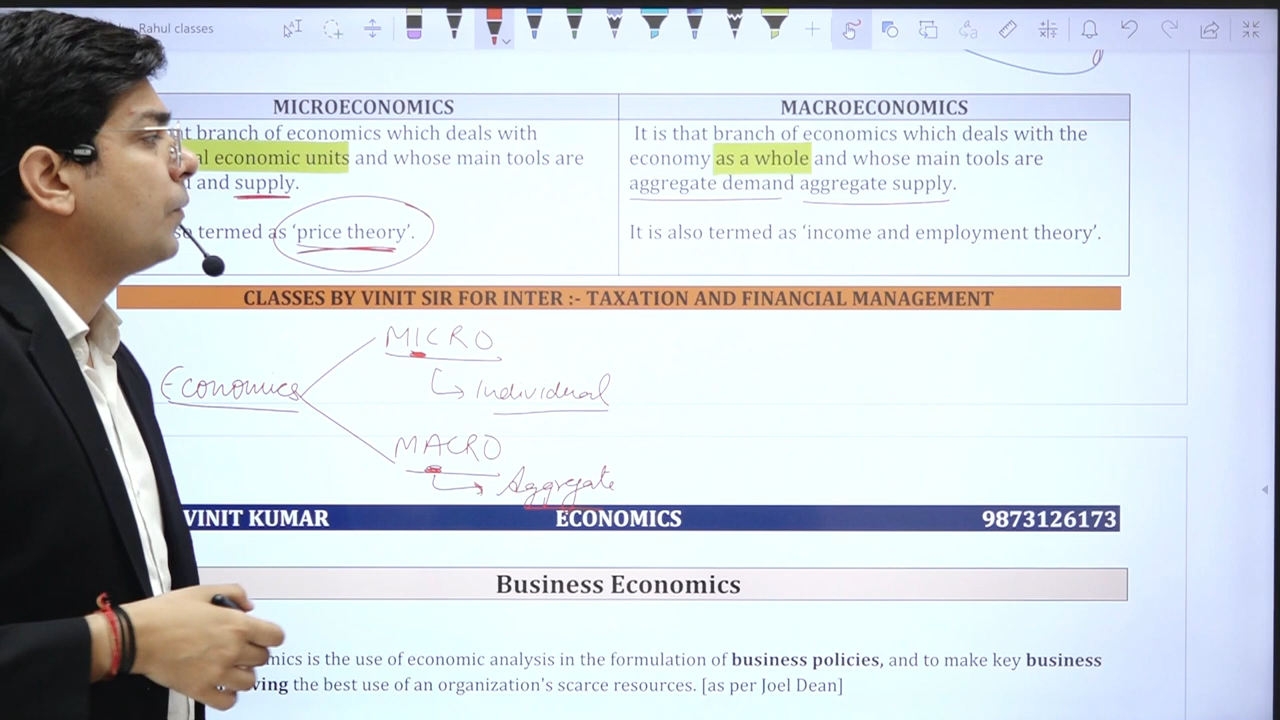 Rahul classes
MICROECONOMICS
branch of economics which deals with
economic units and whose main tools are
and supply.
termed as ‘price theory’.
MACROECONOMICS
It is that branch of economics which deals with the
economy as a whole and whose main tools are
aggregate demand aggregate supply.
It is also termed as ‘income and employment theory’.
CLASSES BY VINIT SIR FOR INTER :- TAXATION AND FINANCIAL MANAGEMENT
MICRO
Economics
Individual
MACRO
Aggregate
VINIT KUMAR ECONOMICS 9873126173
Business Economics
is the use of economic analysis in the formulation of business policies, and to make key business
the best use of an organization's scarce resources. [as per Joel Dean]